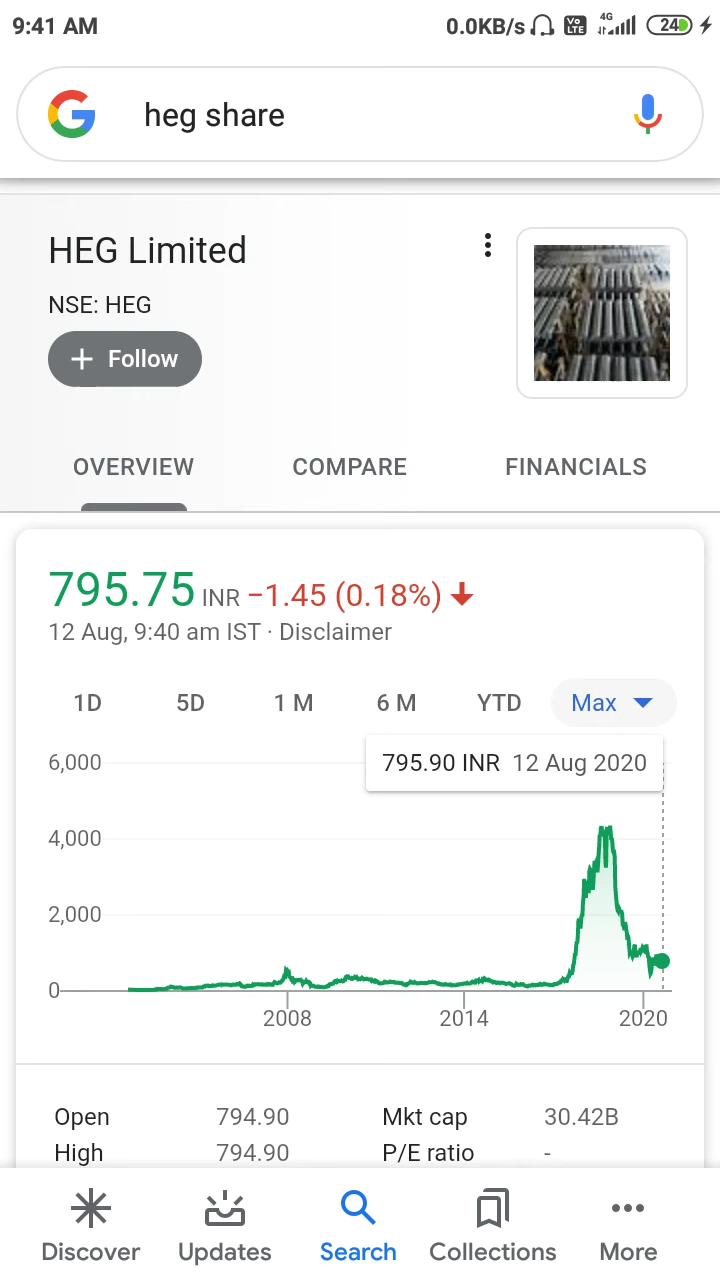 9:41 AM 0.0KB/s Vo LTE 4G 24
heg share
HEG Limited
NSE: HEG
+ Follow
OVERVIEW COMPARE FINANCIALS
795.75 INR −1.45 (0.18%)
12 Aug, 9:40 am IST · Disclaimer
1D 5D 1 M 6 M YTD Max
795.90 INR 12 Aug 2020
6,000
4,000
2,000
0
2008 2014 2020
Open 794.90 Mkt cap 30.42B
High 794.90 P/E ratio -
Discover Updates Search Collections More